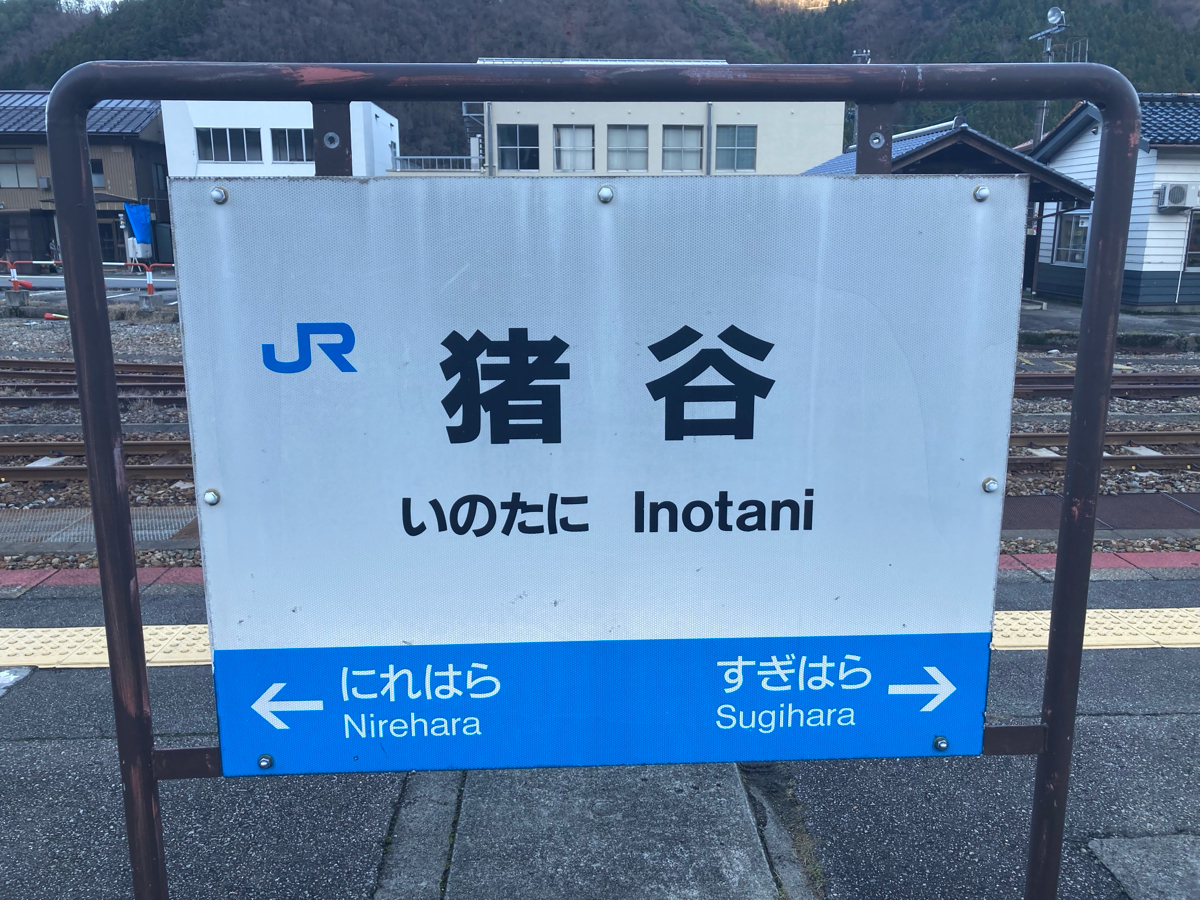 JR
猪谷
いのたに Inotani
← にれはら
Nirehara
すぎはら →
Sugihara